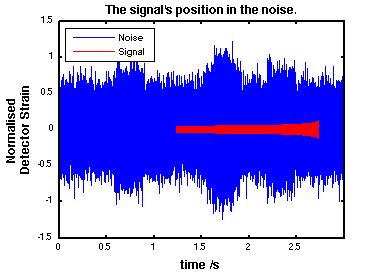 The signal's position in the noise.
1.5
Noise
Signal
1
0.5
0
-0.5
-1
-1.5
Normalised
Detector Strain
0 0.5 1 1.5 2 2.5
time /s